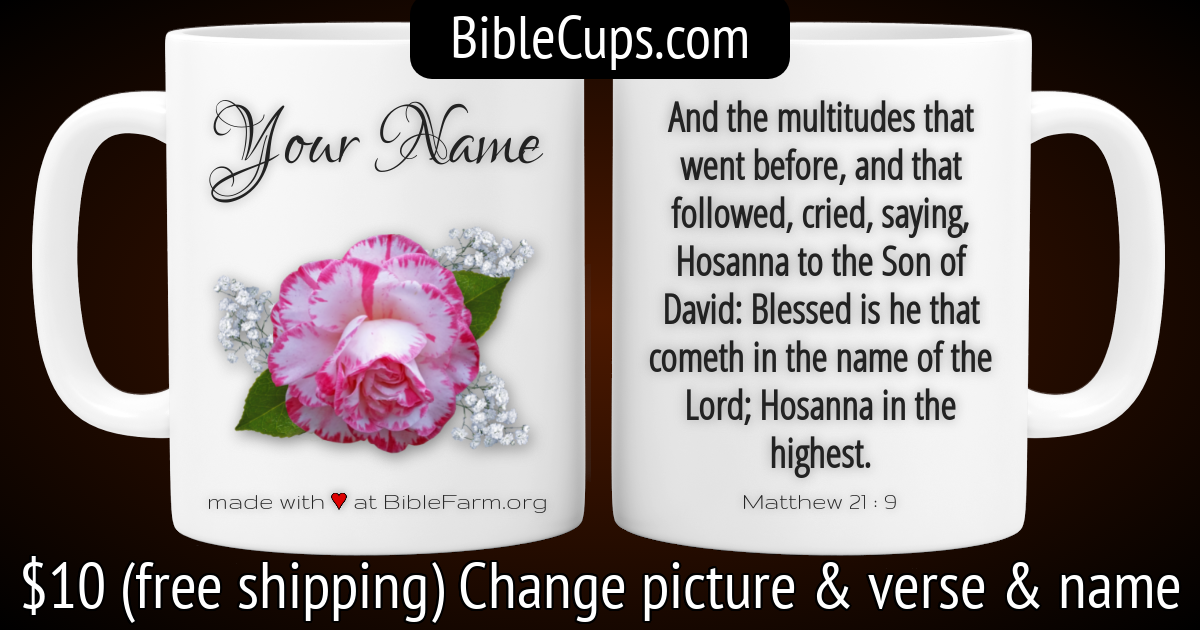 BibleCups.com
Your Name
made with ♥ at BibleFarm.org
And the multitudes that
went before, and that
followed, cried, saying,
Hosanna to the Son of
David: Blessed is he that
cometh in the name of the
Lord; Hosanna in the
highest.
Matthew 21 : 9
$10 (free shipping) Change picture & verse & name